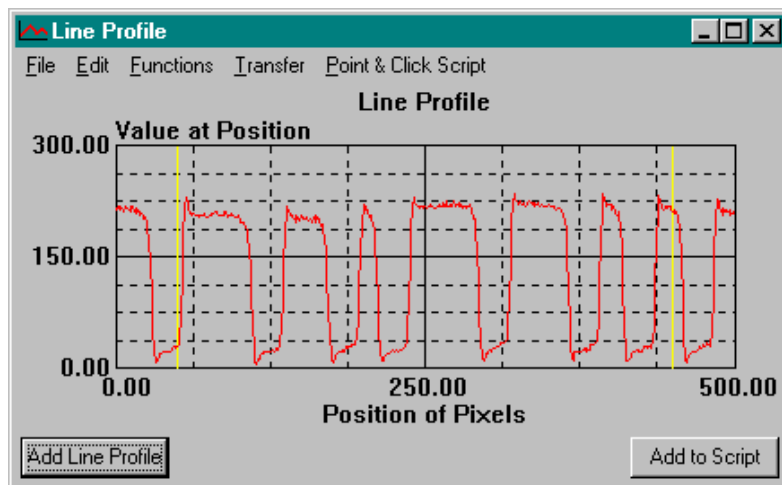 Line Profile
File Edit Functions Transfer Point & Click Script
Line Profile
Value at Position
300.00
150.00
0.00
0.00 250.00 500.00
Position of Pixels
Add Line Profile Add to Script